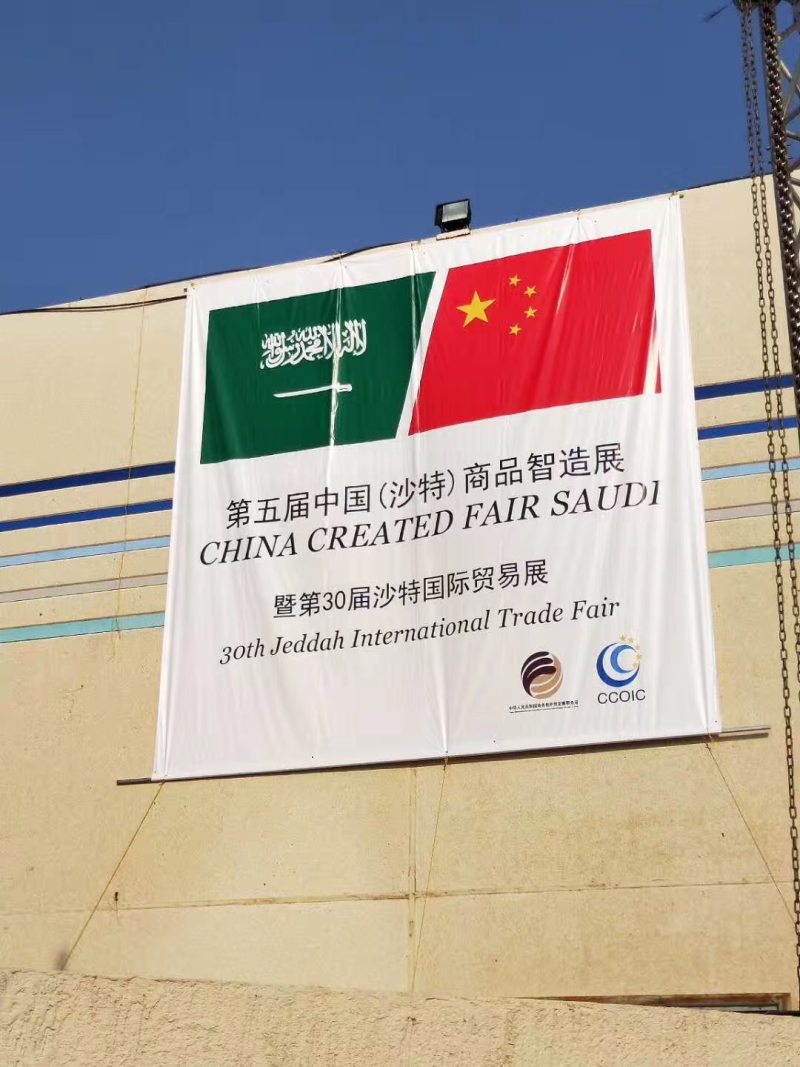 لا إله إلا الله محمد رسول الله
第五届中国(沙特)商品智造展
CHINA CREATED FAIR SAUDI
暨第30届沙特国际贸易展
30th Jeddah International Trade Fair
CCOIC